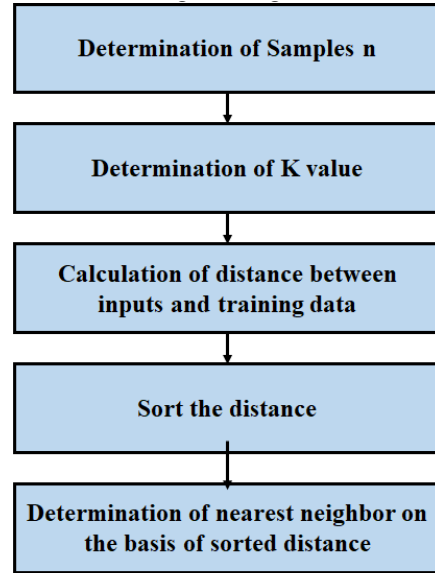 Determination of Samples n
Determination of K value
Calculation of distance between
inputs and training data
Sort the distance
Determination of nearest neighbor on
the basis of sorted distance